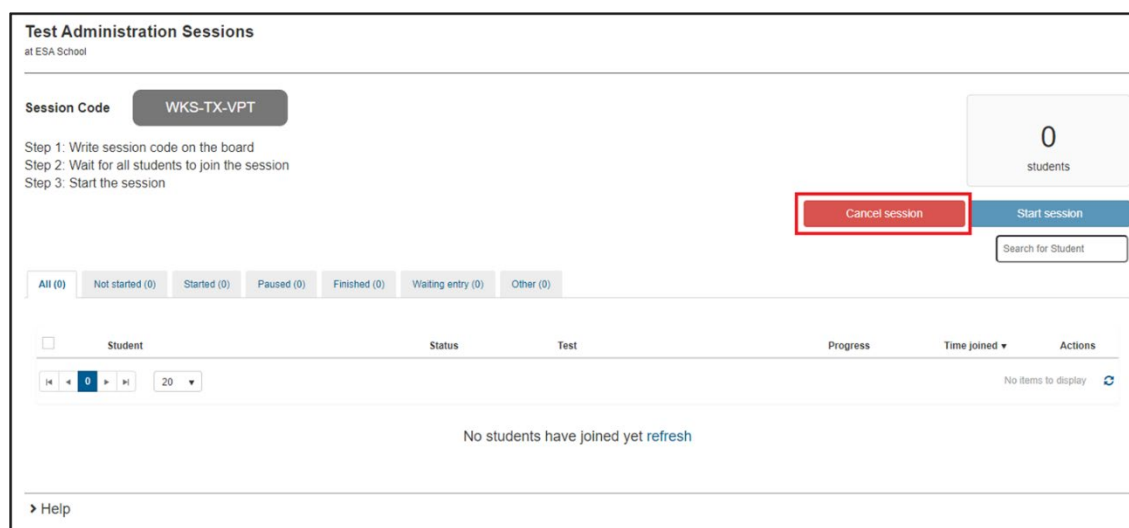 Test Administration Sessions
at ESA School
Session Code WKS-TX-VPT
Step 1: Write session code on the board
Step 2: Wait for all students to join the session
Step 3: Start the session
0
students
Cancel session Start session
Search for Student
All (0) Not started (0) Started (0) Paused (0) Finished (0) Waiting entry (0) Other (0)
Student Status Test Progress Time joined ▾ Actions
0 20 No items to display
No students have joined yet refresh
> Help